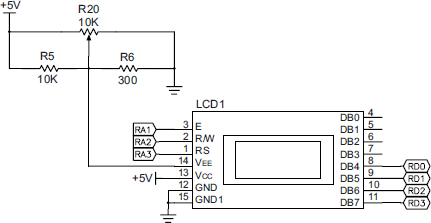 +5V
R20
10K
R5
10K
R6
300
LCD1
RA1 3 E
RA2 2 R/W
RA3 1 RS
14 VEE
+5V 13 VCC
12 GND
15 GND1
DB0 4
DB1 5
DB2 6
DB3 7
DB4 8 RD0
DB5 9 RD1
DB6 10 RD2
DB7 11 RD3